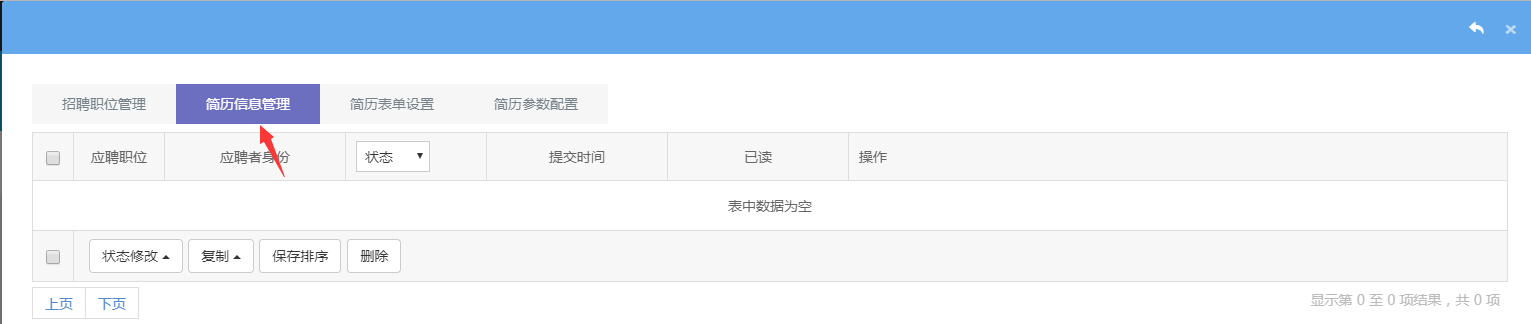 招聘职位管理 简历信息管理 简历表单设置 简历参数配置
应聘职位 应聘者身份 状态 提交时间 已读 操作
表中数据为空
状态修改 复制 保存排序 删除
上页 下页 显示第 0 至 0 项结果，共 0 项